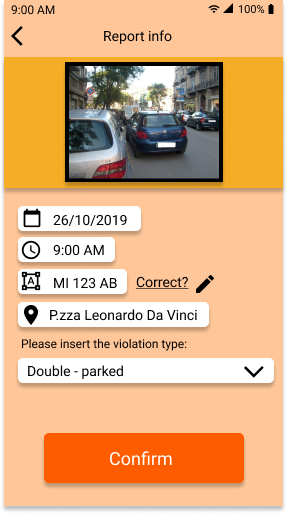 9:00 AM 100%
Report info
26/10/2019
9:00 AM
MI 123 AB Correct?
P.zza Leonardo Da Vinci
Please insert the violation type:
Double - parked
Confirm